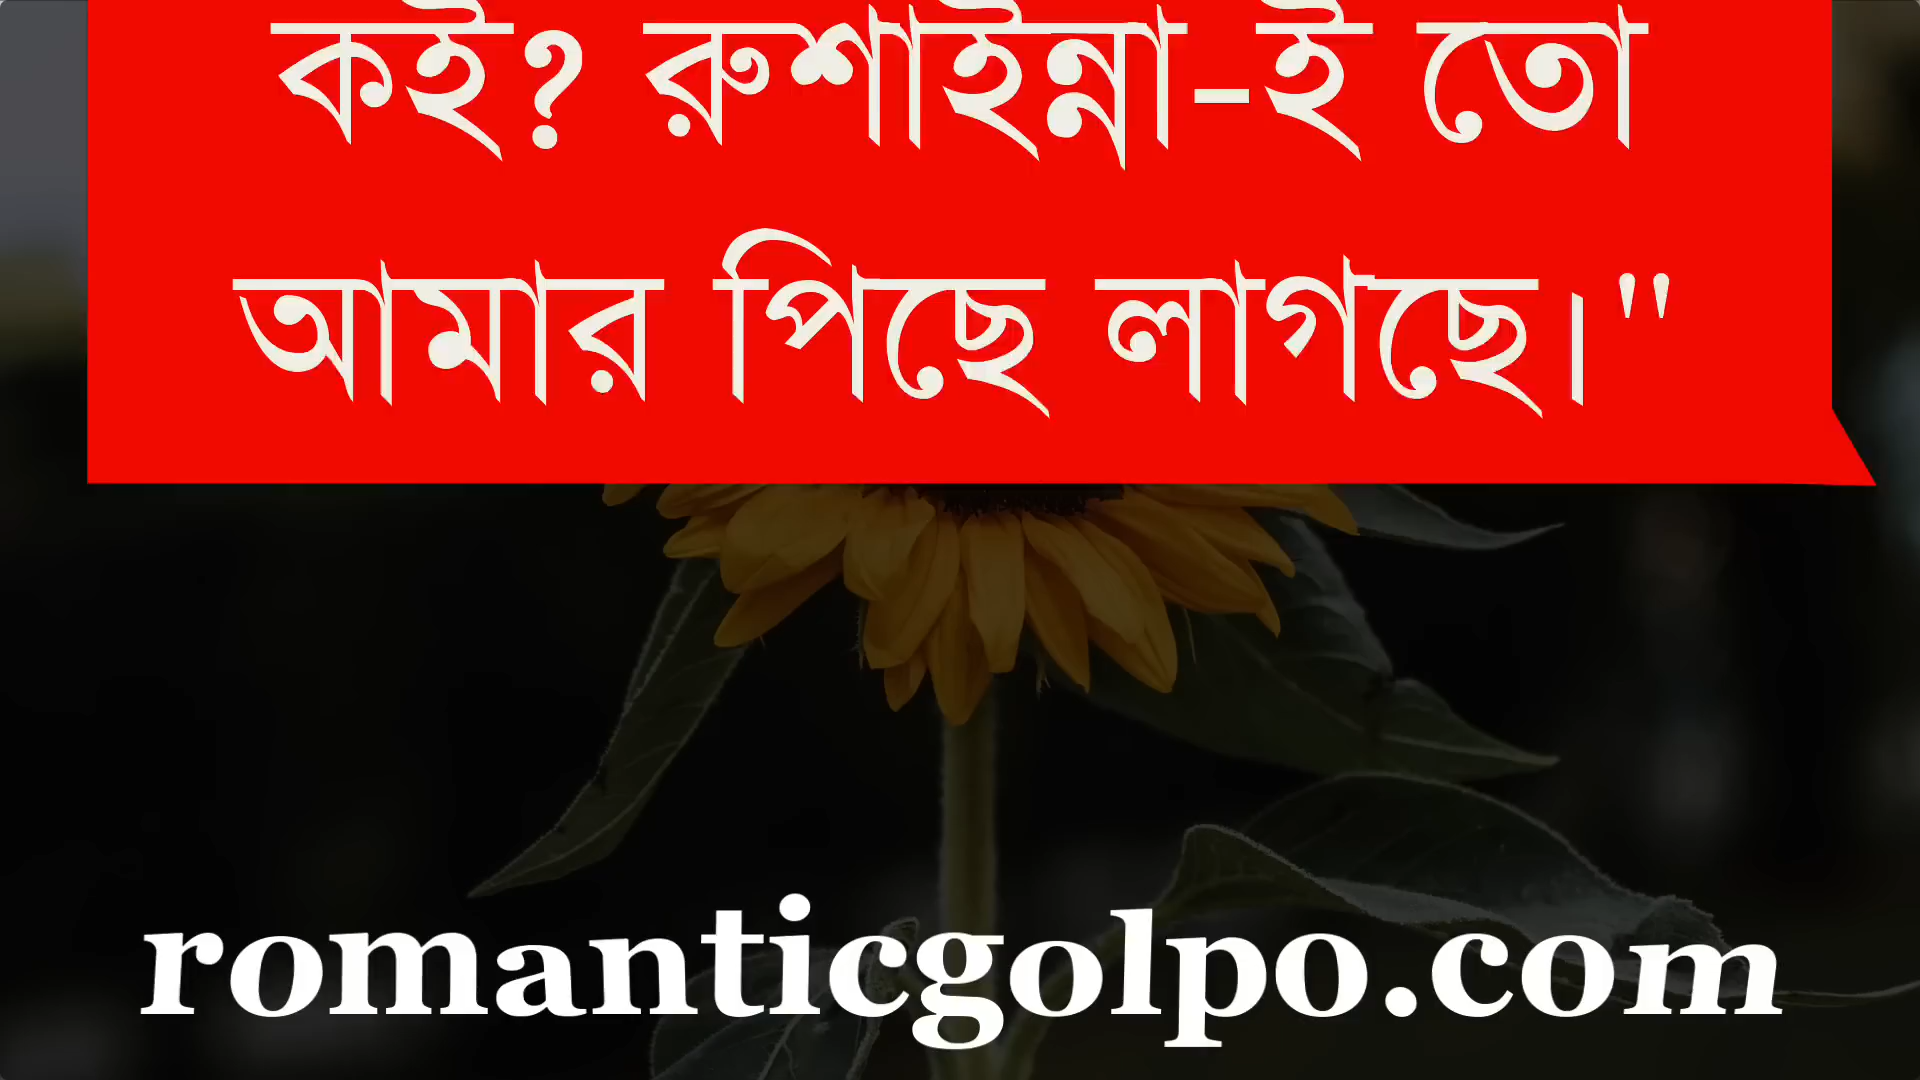 কই? রুশাইন্না-ই তো
আমার পিছে লাগছে।"
romanticgolpo.com